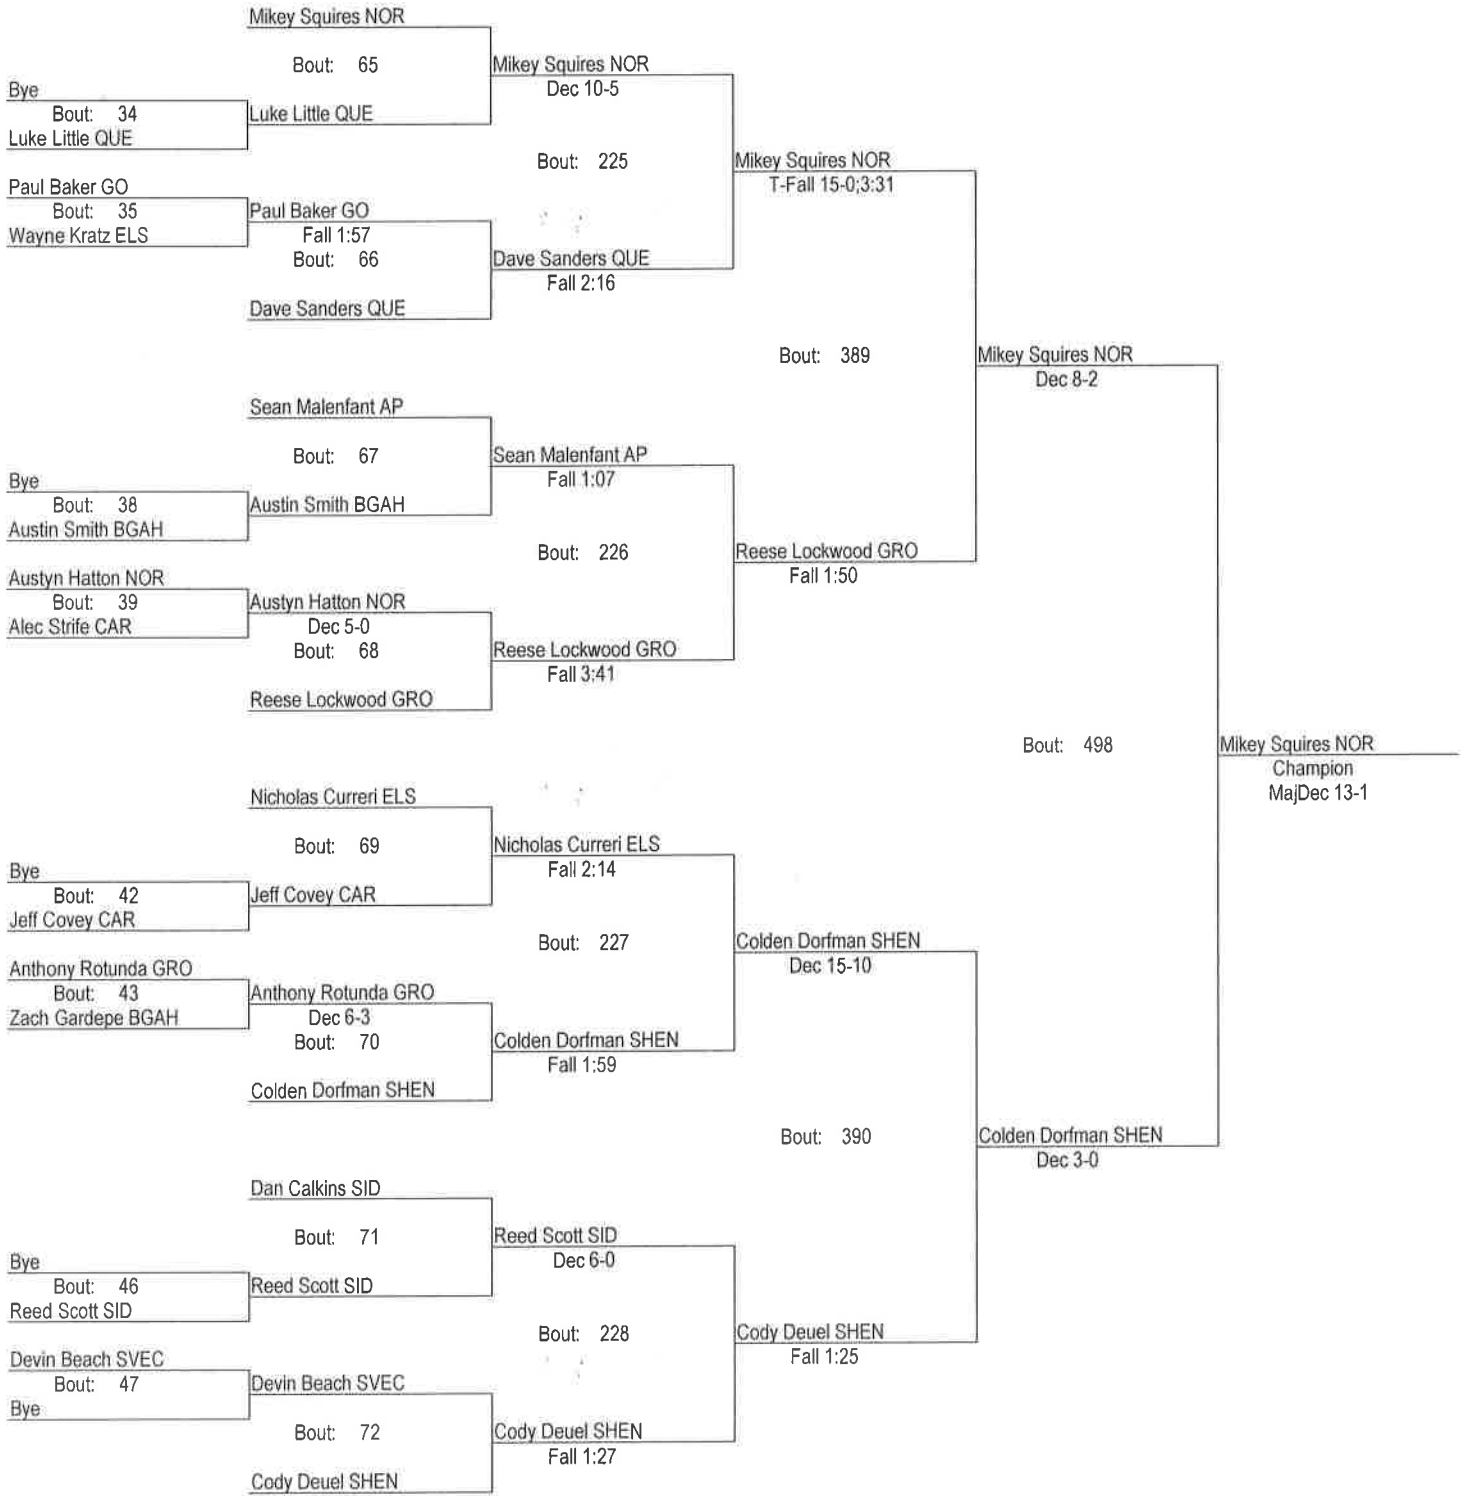 Mikey Squires NOR
Bout: 65
Mikey Squires NOR
Dec 10-5
Bye
Bout: 34
Luke Little QUE
Luke Little QUE
Bout: 225
Mikey Squires NOR
T-Fall 15-0;3:31
Paul Baker GO
Bout: 35
Wayne Kratz ELS
Paul Baker GO
Fall 1:57
Bout: 66
Dave Sanders QUE
Fall 2:16
Dave Sanders QUE
Bout: 389
Mikey Squires NOR
Dec 8-2
Sean Malenfant AP
Bout: 67
Sean Malenfant AP
Fall 1:07
Bye
Bout: 38
Austin Smith BGAH
Austin Smith BGAH
Bout: 226
Reese Lockwood GRO
Fall 1:50
Austyn Hatton NOR
Bout: 39
Alec Strife CAR
Austyn Hatton NOR
Dec 5-0
Bout: 68
Reese Lockwood GRO
Fall 3:41
Reese Lockwood GRO
Bout: 498
Mikey Squires NOR
Champion
MajDec 13-1
Nicholas Curreri ELS
Bout: 69
Nicholas Curreri ELS
Fall 2:14
Bye
Bout: 42
Jeff Covey CAR
Jeff Covey CAR
Bout: 227
Colden Dorfman SHEN
Dec 15-10
Anthony Rotunda GRO
Bout: 43
Zach Gardepe BGAH
Anthony Rotunda GRO
Dec 6-3
Bout: 70
Colden Dorfman SHEN
Fall 1:59
Colden Dorfman SHEN
Bout: 390
Colden Dorfman SHEN
Dec 3-0
Dan Calkins SID
Bout: 71
Reed Scott SID
Dec 6-0
Bye
Bout: 46
Reed Scott SID
Reed Scott SID
Bout: 228
Cody Deuel SHEN
Fall 1:25
Devin Beach SVEC
Bout: 47
Bye
Devin Beach SVEC
Bout: 72
Cody Deuel SHEN
Fall 1:27
Cody Deuel SHEN